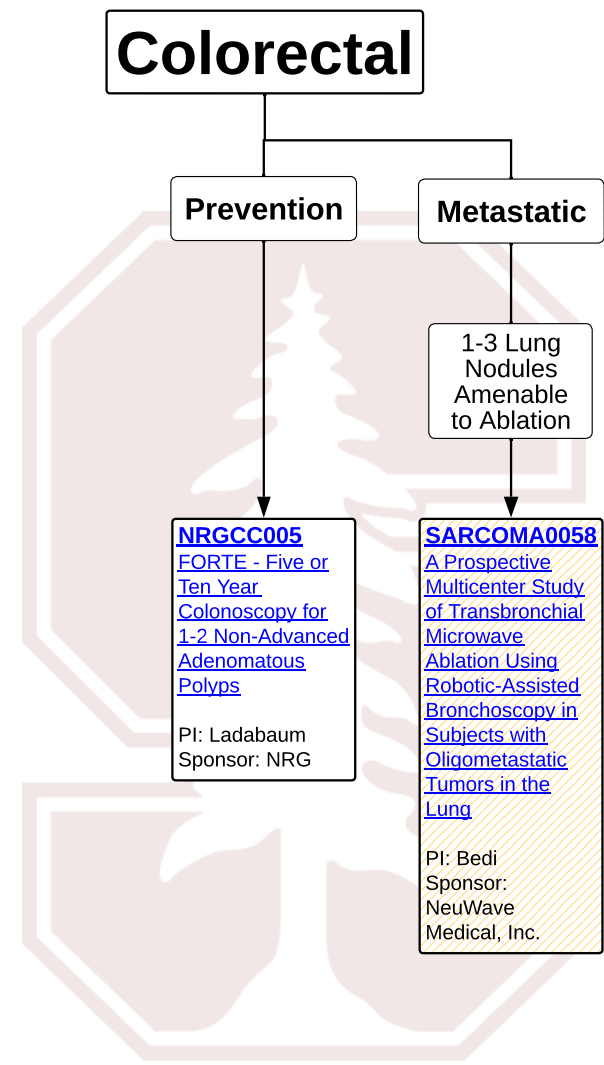 Colorectal
Prevention
Metastatic
1-3 Lung
Nodules
Amenable
to Ablation
NRGCC005
FORTE - Five or
Ten Year
Colonoscopy for
1-2 Non-Advanced
Adenomatous
Polyps
PI: Ladabaum
Sponsor: NRG
SARCOMA0058
A Prospective
Multicenter Study
of Transbronchial
Microwave
Ablation Using
Robotic-Assisted
Bronchoscopy in
Subjects with
Oligometastatic
Tumors in the
Lung
PI: Bedi
Sponsor:
NeuWave
Medical, Inc.